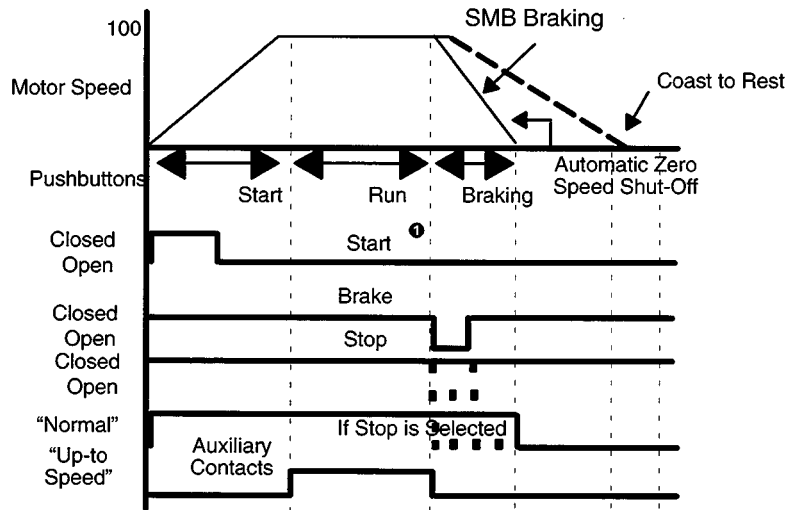 100
SMB Braking
Motor Speed
Coast to Rest
Automatic Zero
Speed Shut-Off
Pushbuttons
Start
Run
Braking
❶
Closed
Open
Start
Brake
Closed
Open
Stop
Closed
Open
"Normal"
If Stop is Selected
"Up-to
Speed"
Auxiliary
Contacts